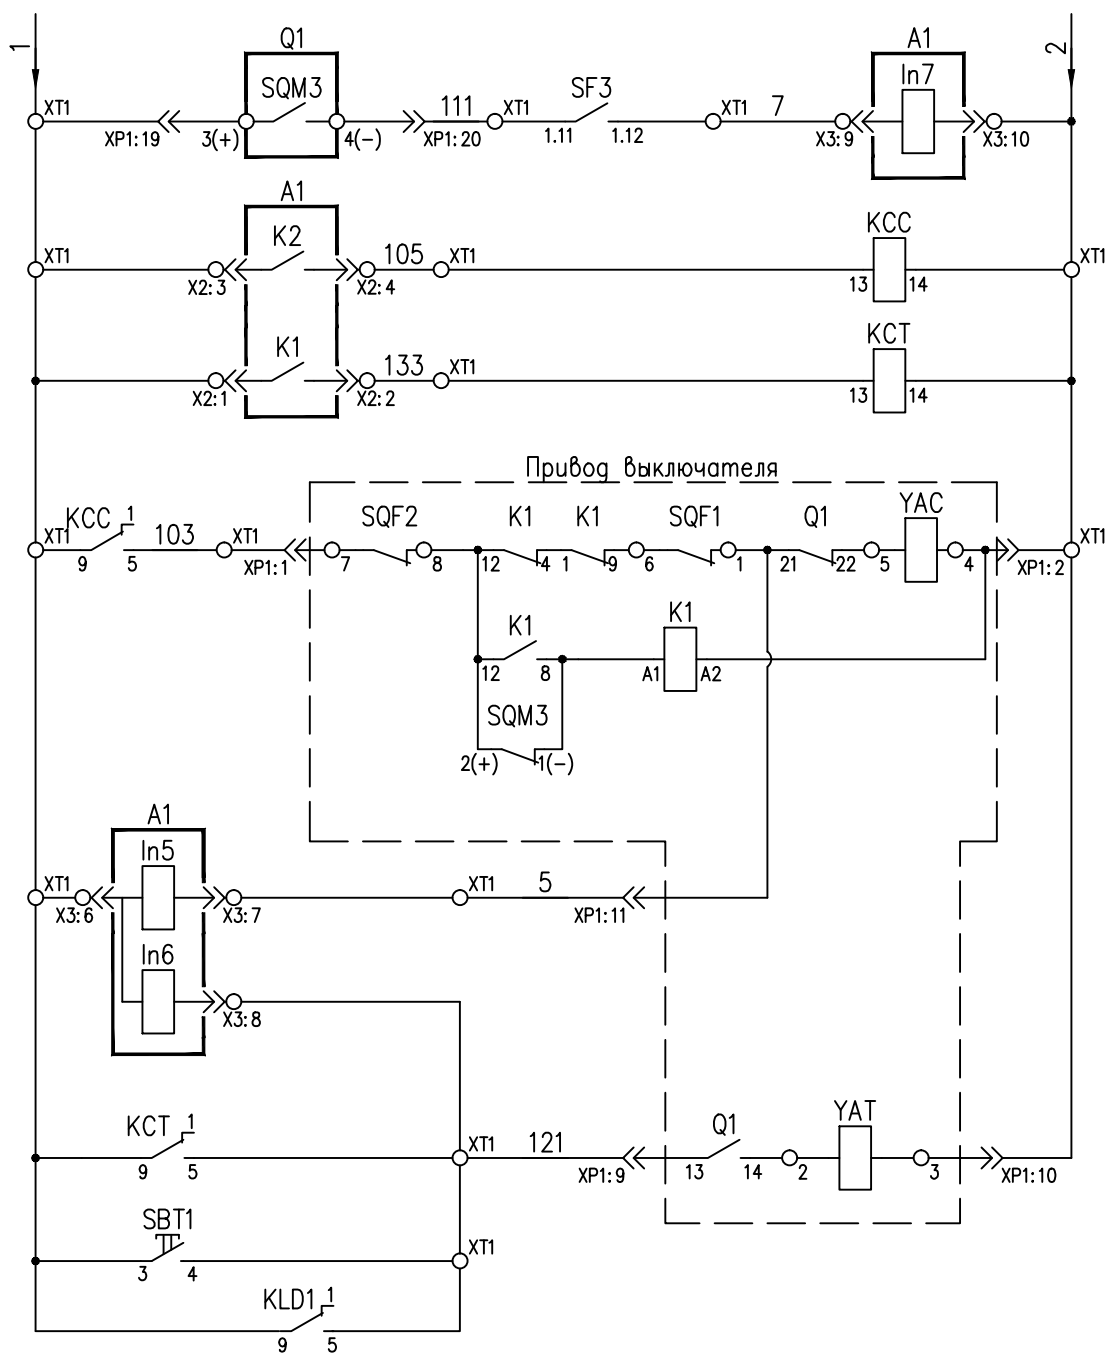 1
2
Q1
A1
SQM3
SF3
In7
XT1
111
XT1
XT1
7
XP1:19
3(+)
4(-)
XP1:20
1.11
1.12
X3:9
X3:10
A1
K2
KCC
XT1
105
XT1
XT1
X2:3
X2:4
13
14
K1
KCT
133
XT1
X2:1
X2:2
13
14
Привод выключателя
KCC
1
SQF2
K1
K1
SQF1
Q1
YAC
XT1
103
XT1
XT1
9
5
XP1:1
7
8
12
4
1
9
6
1
21
22
5
4
XP1:2
K1
K1
12
8
A1
A2
SQM3
2(+)
1(-)
A1
In5
XT1
XT1
5
X3:6
X3:7
XP1:11
In6
X3:8
KCT
1
Q1
YAT
XT1
121
9
5
XP1:9
13
14
2
3
XP1:10
SBT1
XT1
3
4
KLD1
1
9
5